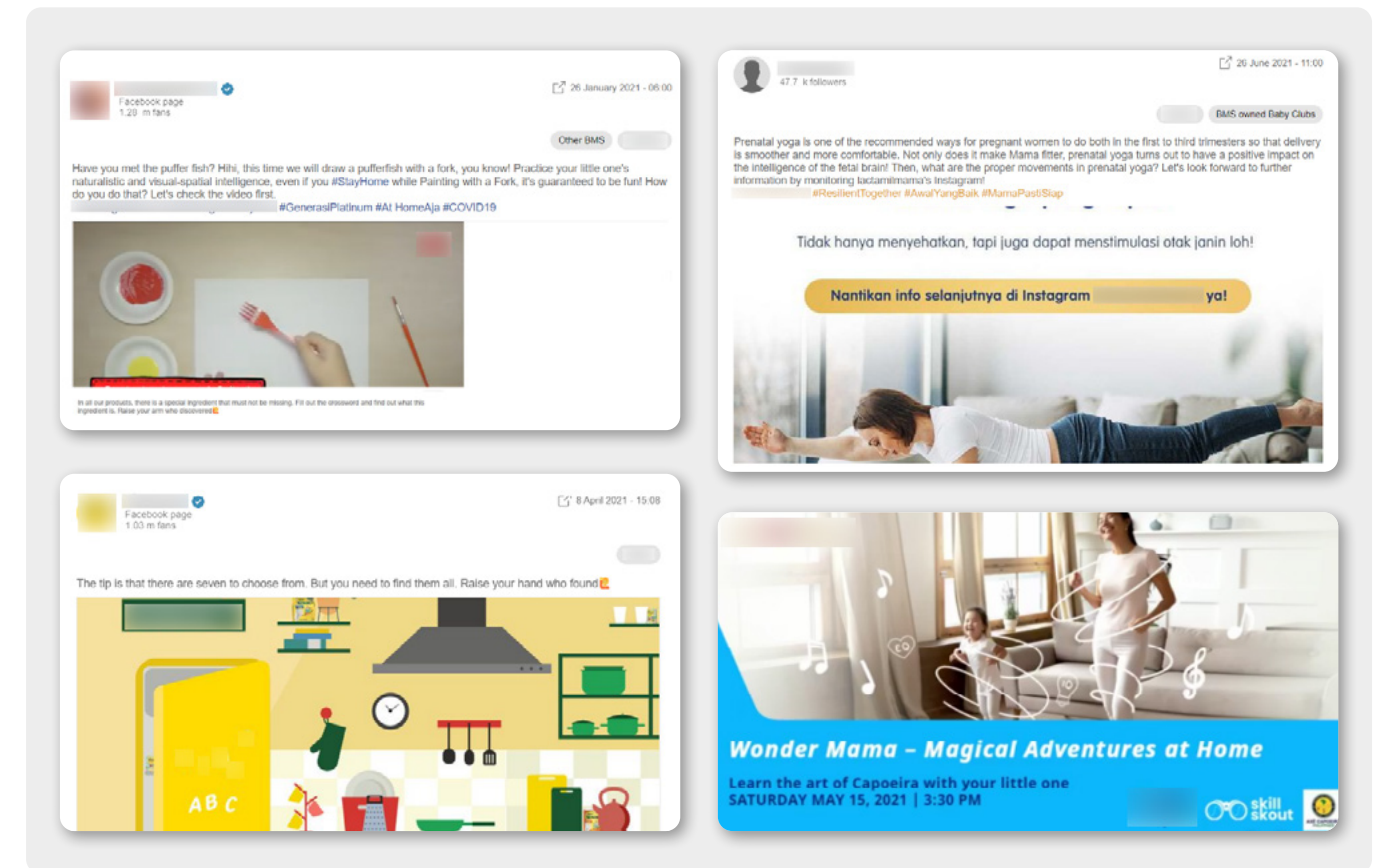 Facebook page
1.28 m fans
26 January 2021 - 06:00
Other BMS
Have you met the puffer fish? Hihi, this time we will draw a pufferfish with a fork, you know! Practice your little one's
naturalistic and visual-spatial intelligence, even if you #StayHome while Painting with a Fork, it's guaranteed to be fun! How
do you do that? Let's check the video first.
#GenerasiPlatinum #At HomeAja #COVID19
In all our products, there is a special ingredient that must not be missing. Fill out the crossword and find out what this
ingredient is. Raise your arm who discovered
47.7 k followers
26 June 2021 - 11:00
BMS owned Baby Clubs
Prenatal yoga is one of the recommended ways for pregnant women to do both in the first to third trimesters so that delivery
is smoother and more comfortable. Not only does it make Mama fitter, prenatal yoga turns out to have a positive impact on
the intelligence of the fetal brain! Then, what are the proper movements in prenatal yoga? Let's look forward to further
information by monitoring lactamilmama's Instagram!
#ResilientTogether #AwalYangBaik #MamaPastiSiap
Tidak hanya menyehatkan, tapi juga dapat menstimulasi otak janin loh!
Nantikan info selanjutnya di Instagram ya!
Facebook page
1.03 m fans
8 April 2021 - 15:08
The tip is that there are seven to choose from. But you need to find them all. Raise your hand who found
ABC
EQ
IQ
Wonder Mama – Magical Adventures at Home
Learn the art of Capoeira with your little one
SATURDAY MAY 15, 2021 | 3:30 PM
skill
skout